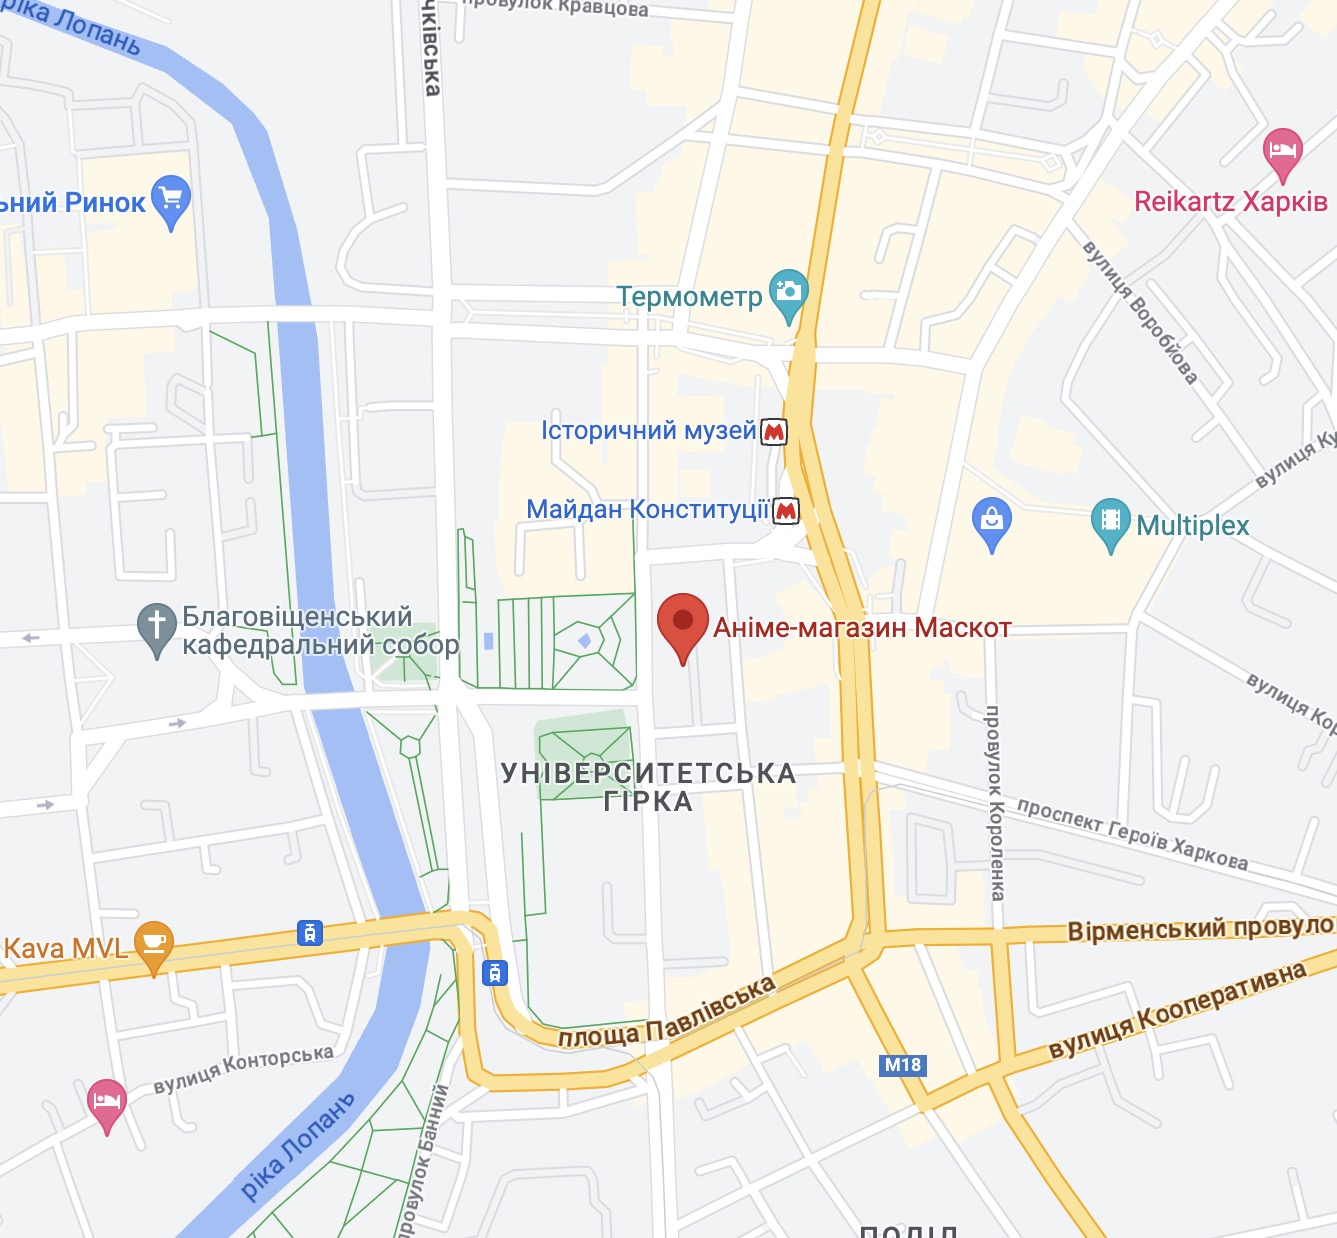 провулок Кравцова
ріка Лопань
чківська
ьний Ринок
Reikartz Харків
вулиця Воробйова
Термометр
Історичний музей
Майдан Конституції
вулиця Ку
Multiplex
Благовіщенський
кафедральний собор
Аніме-магазин Маскот
вулиця Кор
провулок Короленка
УНІВЕРСИТЕТСЬКА
ГІРКА
проспект Героїв Харкова
Kava MVL
Вірменський провуло
площа Павлівська
вулиця Кооперативна
M18
вулиця Конторська
ріка Лопань
провулок Банний
ПОДІЛ